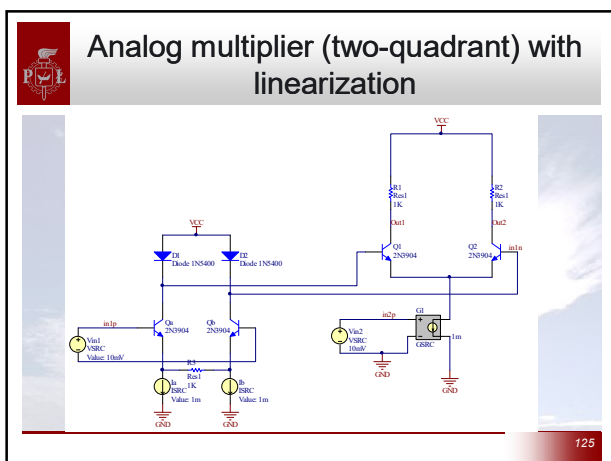 Analog multiplier (two-quadrant) with
linearization
P Ł
VCC
R1
Res1
1K
R2
Res1
1K
Out1
Out2
VCC
D1
Diode 1N5400
D2
Diode 1N5400
Q1
2N3904
Q2
2N3904
in1n
in1p
Qa
2N3904
Qb
2N3904
in2p
G1
GSRC
1m
Vin1
VSRC
Value: 10mV
Vin2
VSRC
10mV
R3
Res1
1K
Ia
ISRC
Value: 1m
Ib
ISRC
Value: 1m
GND
GND
GND
GND
125